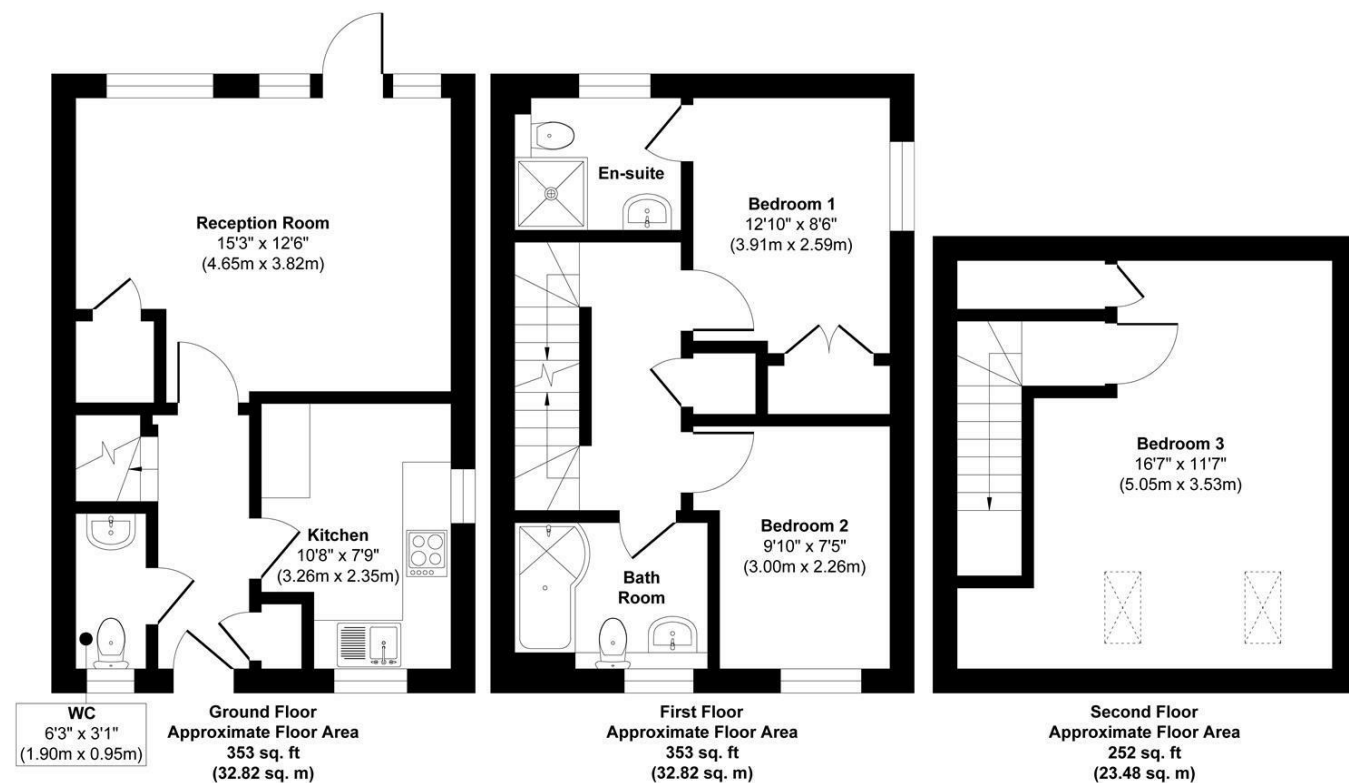 Reception Room
15'3" x 12'6"
(4.65m x 3.82m)
Kitchen
10'8" x 7'9"
(3.26m x 2.35m)
WC
6'3" x 3'1"
(1.90m x 0.95m)
Ground Floor
Approximate Floor Area
353 sq. ft
(32.82 sq. m)
En-suite
Bedroom 1
12'10" x 8'6"
(3.91m x 2.59m)
Bedroom 2
9'10" x 7'5"
(3.00m x 2.26m)
Bath
Room
First Floor
Approximate Floor Area
353 sq. ft
(32.82 sq. m)
Bedroom 3
16'7" x 11'7"
(5.05m x 3.53m)
Second Floor
Approximate Floor Area
252 sq. ft
(23.48 sq. m)